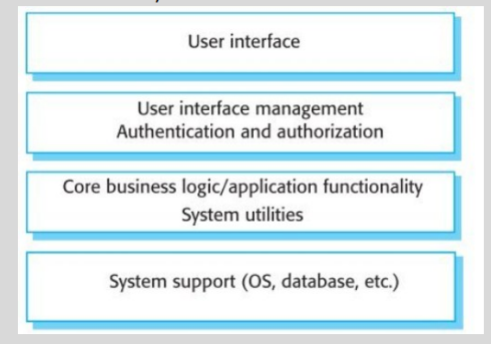 User interface
User interface management
Authentication and authorization
Core business logic/application functionality
System utilities
System support (OS, database, etc.)